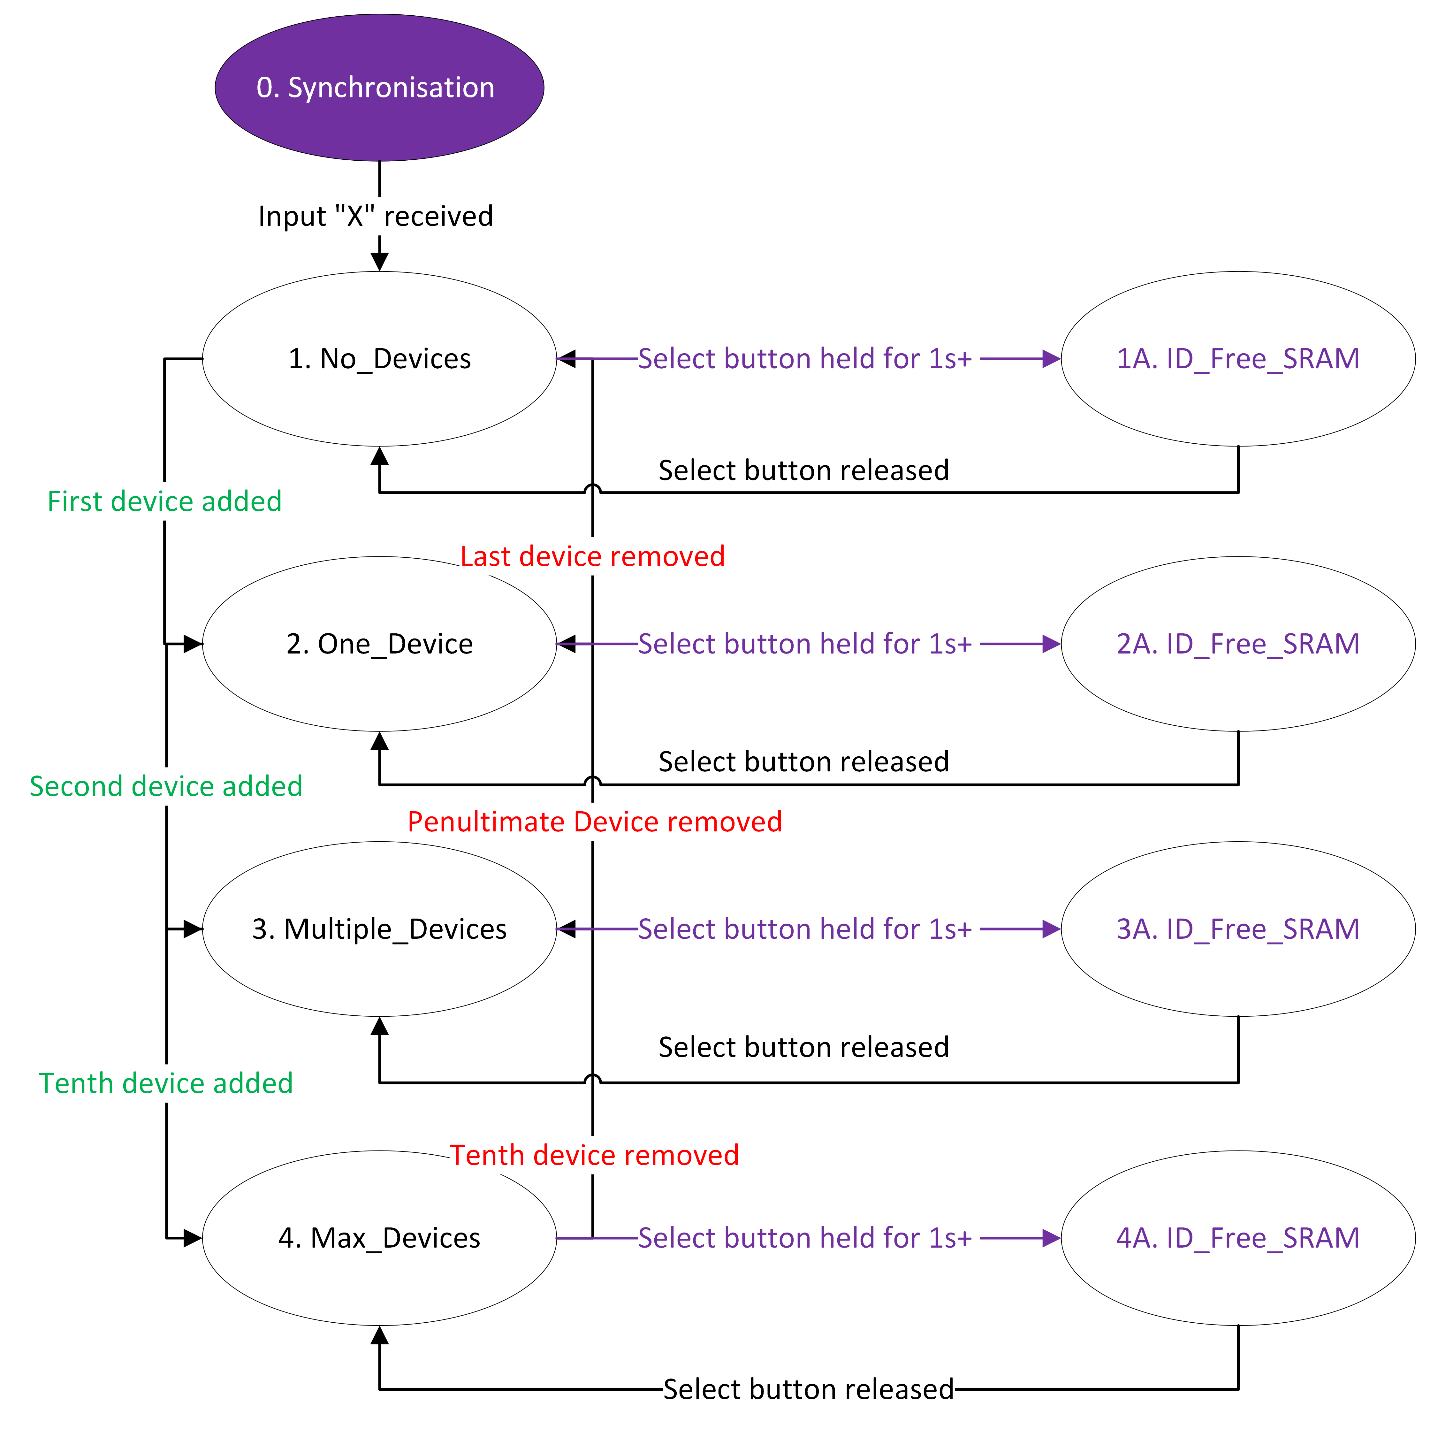 0. Synchronisation
Input "X" received
1. No_Devices
Select button held for 1s+
1A. ID_Free_SRAM
Select button released
First device added
Last device removed
2. One_Device
Select button held for 1s+
2A. ID_Free_SRAM
Select button released
Second device added
Penultimate Device removed
3. Multiple_Devices
Select button held for 1s+
3A. ID_Free_SRAM
Select button released
Tenth device added
Tenth device removed
4. Max_Devices
Select button held for 1s+
4A. ID_Free_SRAM
Select button released